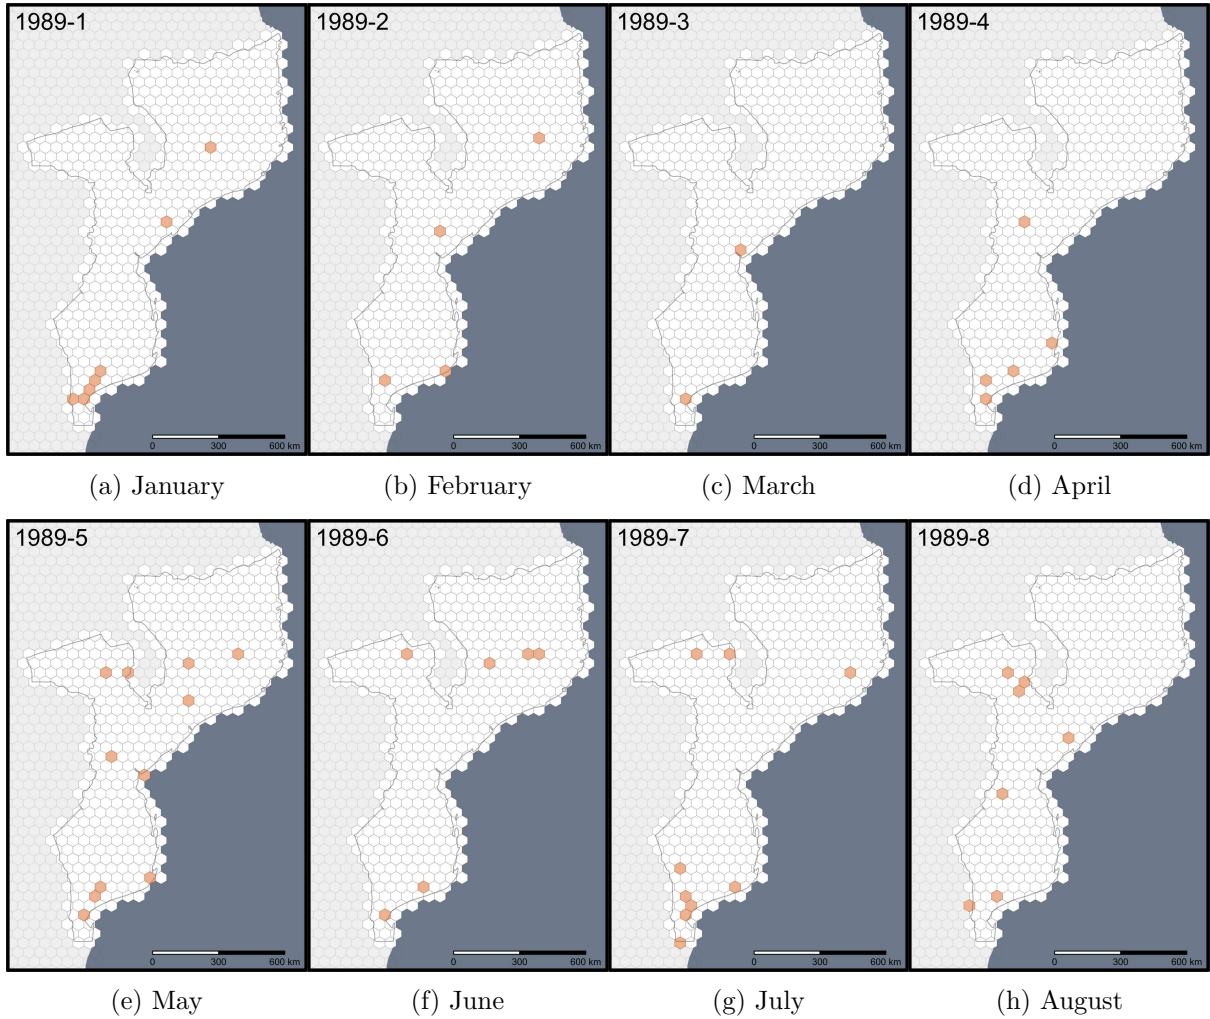 1989-1
1989-2
1989-3
1989-4
0 300 600 km
0 300 600 km
0 300 600 km
0 300 600 km
(a) January
(b) February
(c) March
(d) April
1989-5
1989-6
1989-7
1989-8
0 300 600 km
0 300 600 km
0 300 600 km
0 300 600 km
(e) May
(f) June
(g) July
(h) August